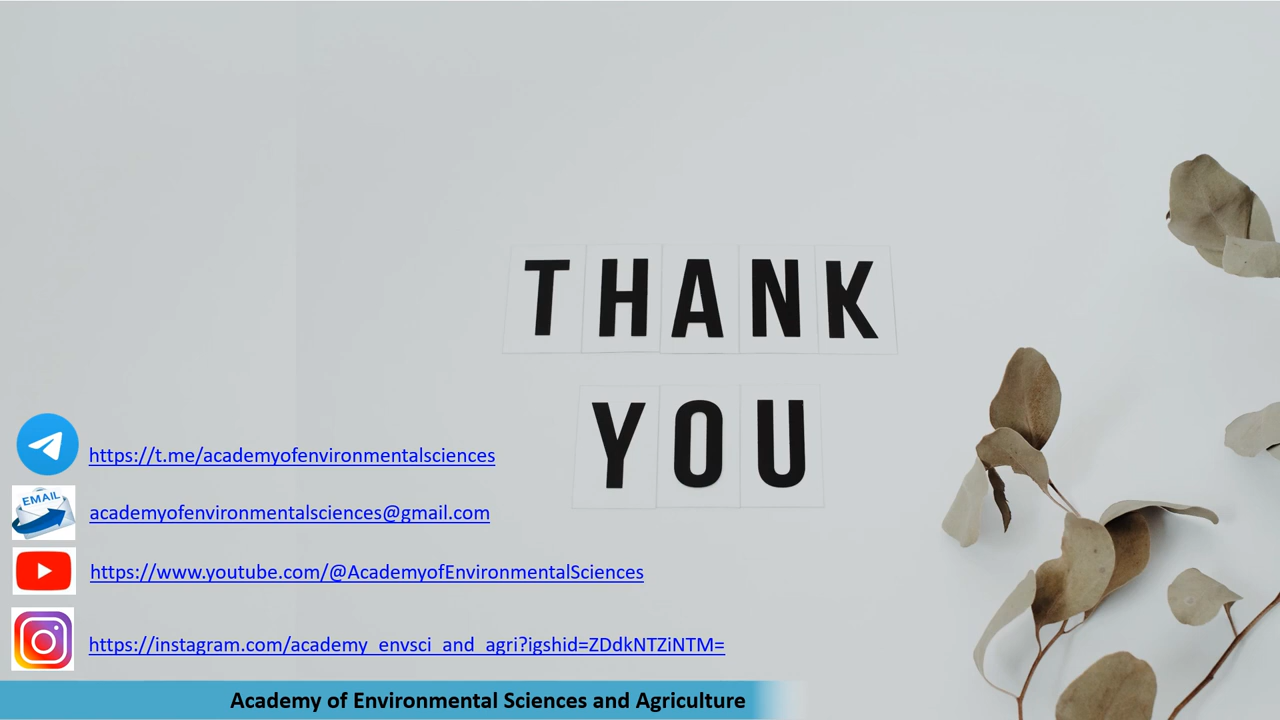 THANK
YOU
https://t.me/academyofenvironmentalsciences
EMAIL
academyofenvironmentalsciences@gmail.com
https://www.youtube.com/@AcademyofEnvironmentalSciences
https://instagram.com/academy_envsci_and_agri?igshid=ZDdkNTZiNTM=
Academy of Environmental Sciences and Agriculture